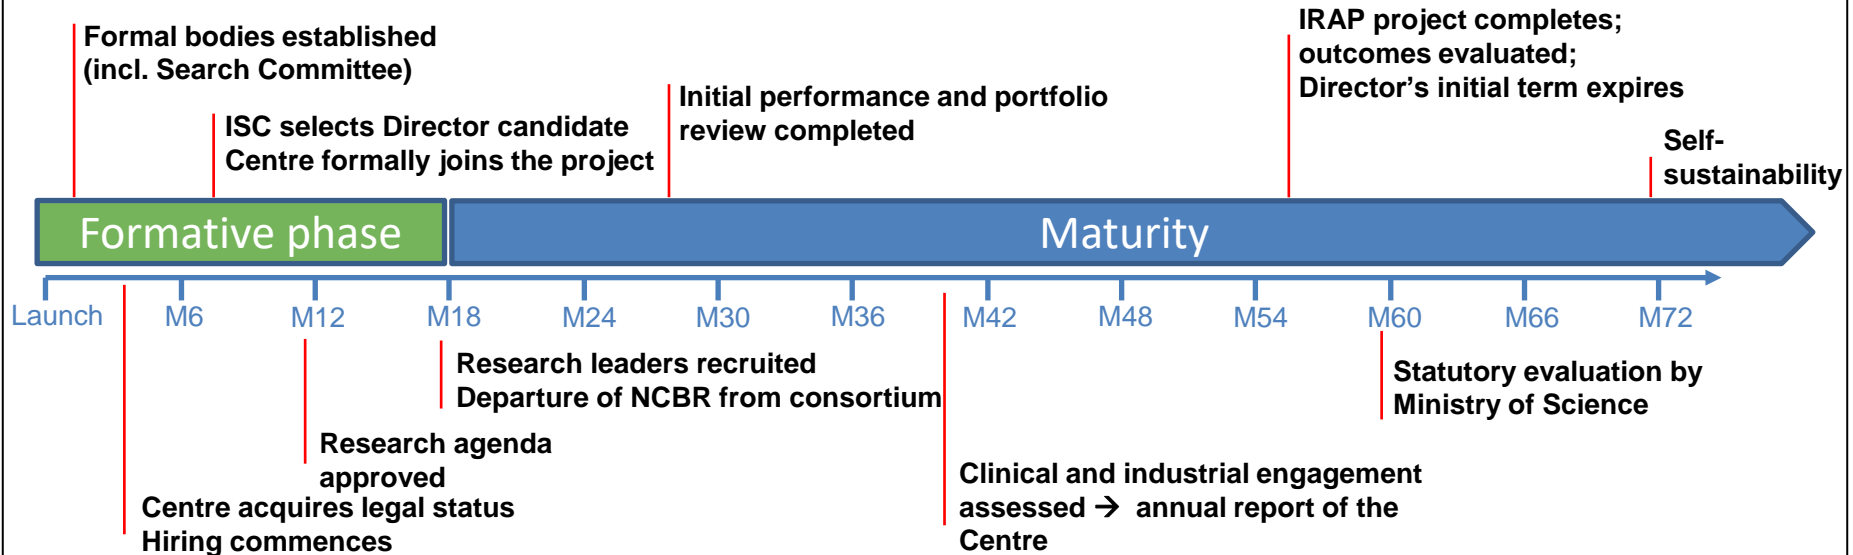 Formal bodies established
(incl. Search Committee)
ISC selects Director candidate
Centre formally joins the project
Initial performance and portfolio
review completed
IRAP project completes;
outcomes evaluated;
Director's initial term expires
Self-
sustainability
Formative phase
Maturity
Launch M6 M12 M18 M24 M30 M36 M42 M48 M54 M60 M66 M72
Research leaders recruited
Departure of NCBR from consortium
Statutory evaluation by
Ministry of Science
Research agenda
approved
Centre acquires legal status
Hiring commences
Clinical and industrial engagement
assessed → annual report of the
Centre